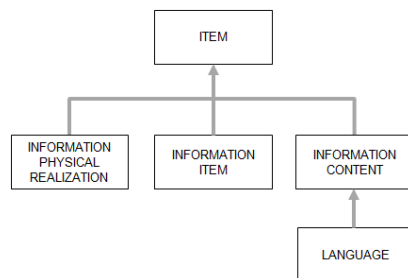 ITEM
INFORMATION
PHYSICAL
REALIZATION
INFORMATION
ITEM
INFORMATION
CONTENT
LANGUAGE